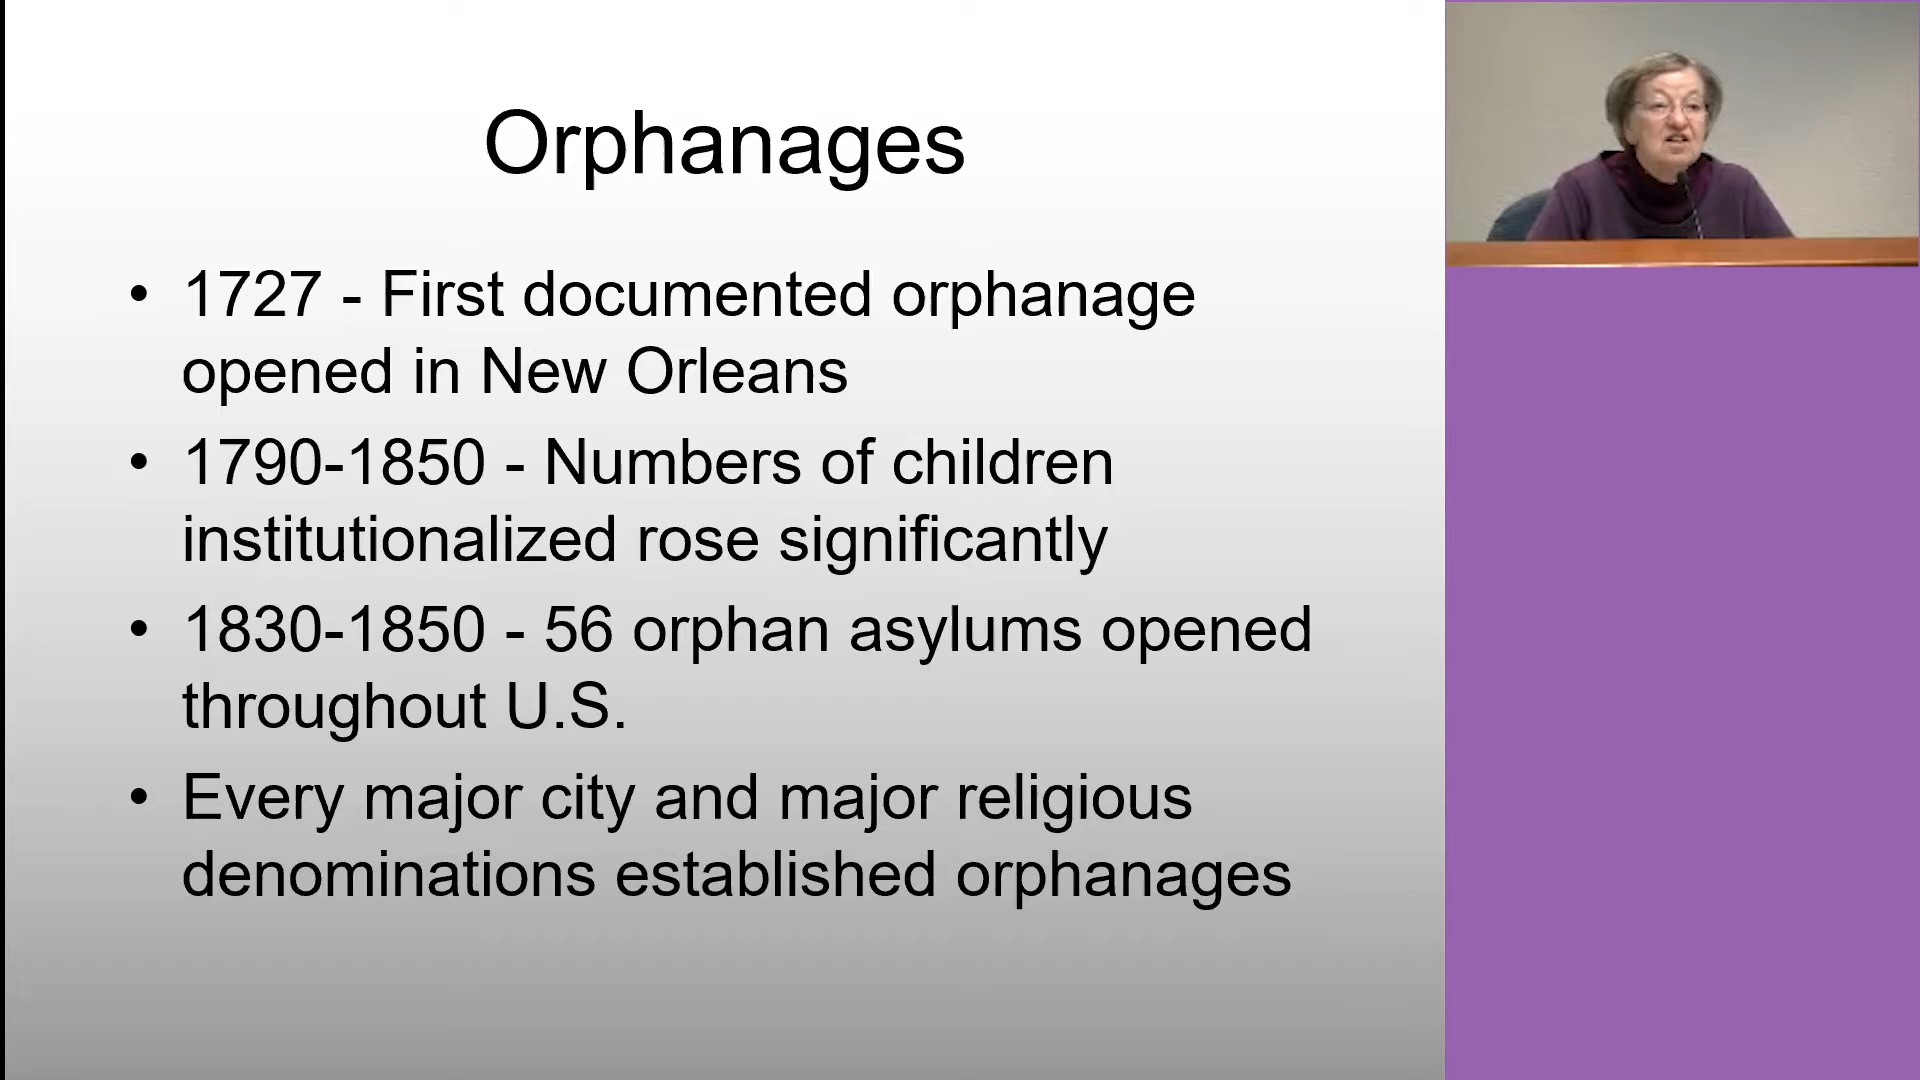 Orphanages
• 1727 - First documented orphanage
opened in New Orleans
• 1790-1850 - Numbers of children
institutionalized rose significantly
• 1830-1850 - 56 orphan asylums opened
throughout U.S.
• Every major city and major religious
denominations established orphanages